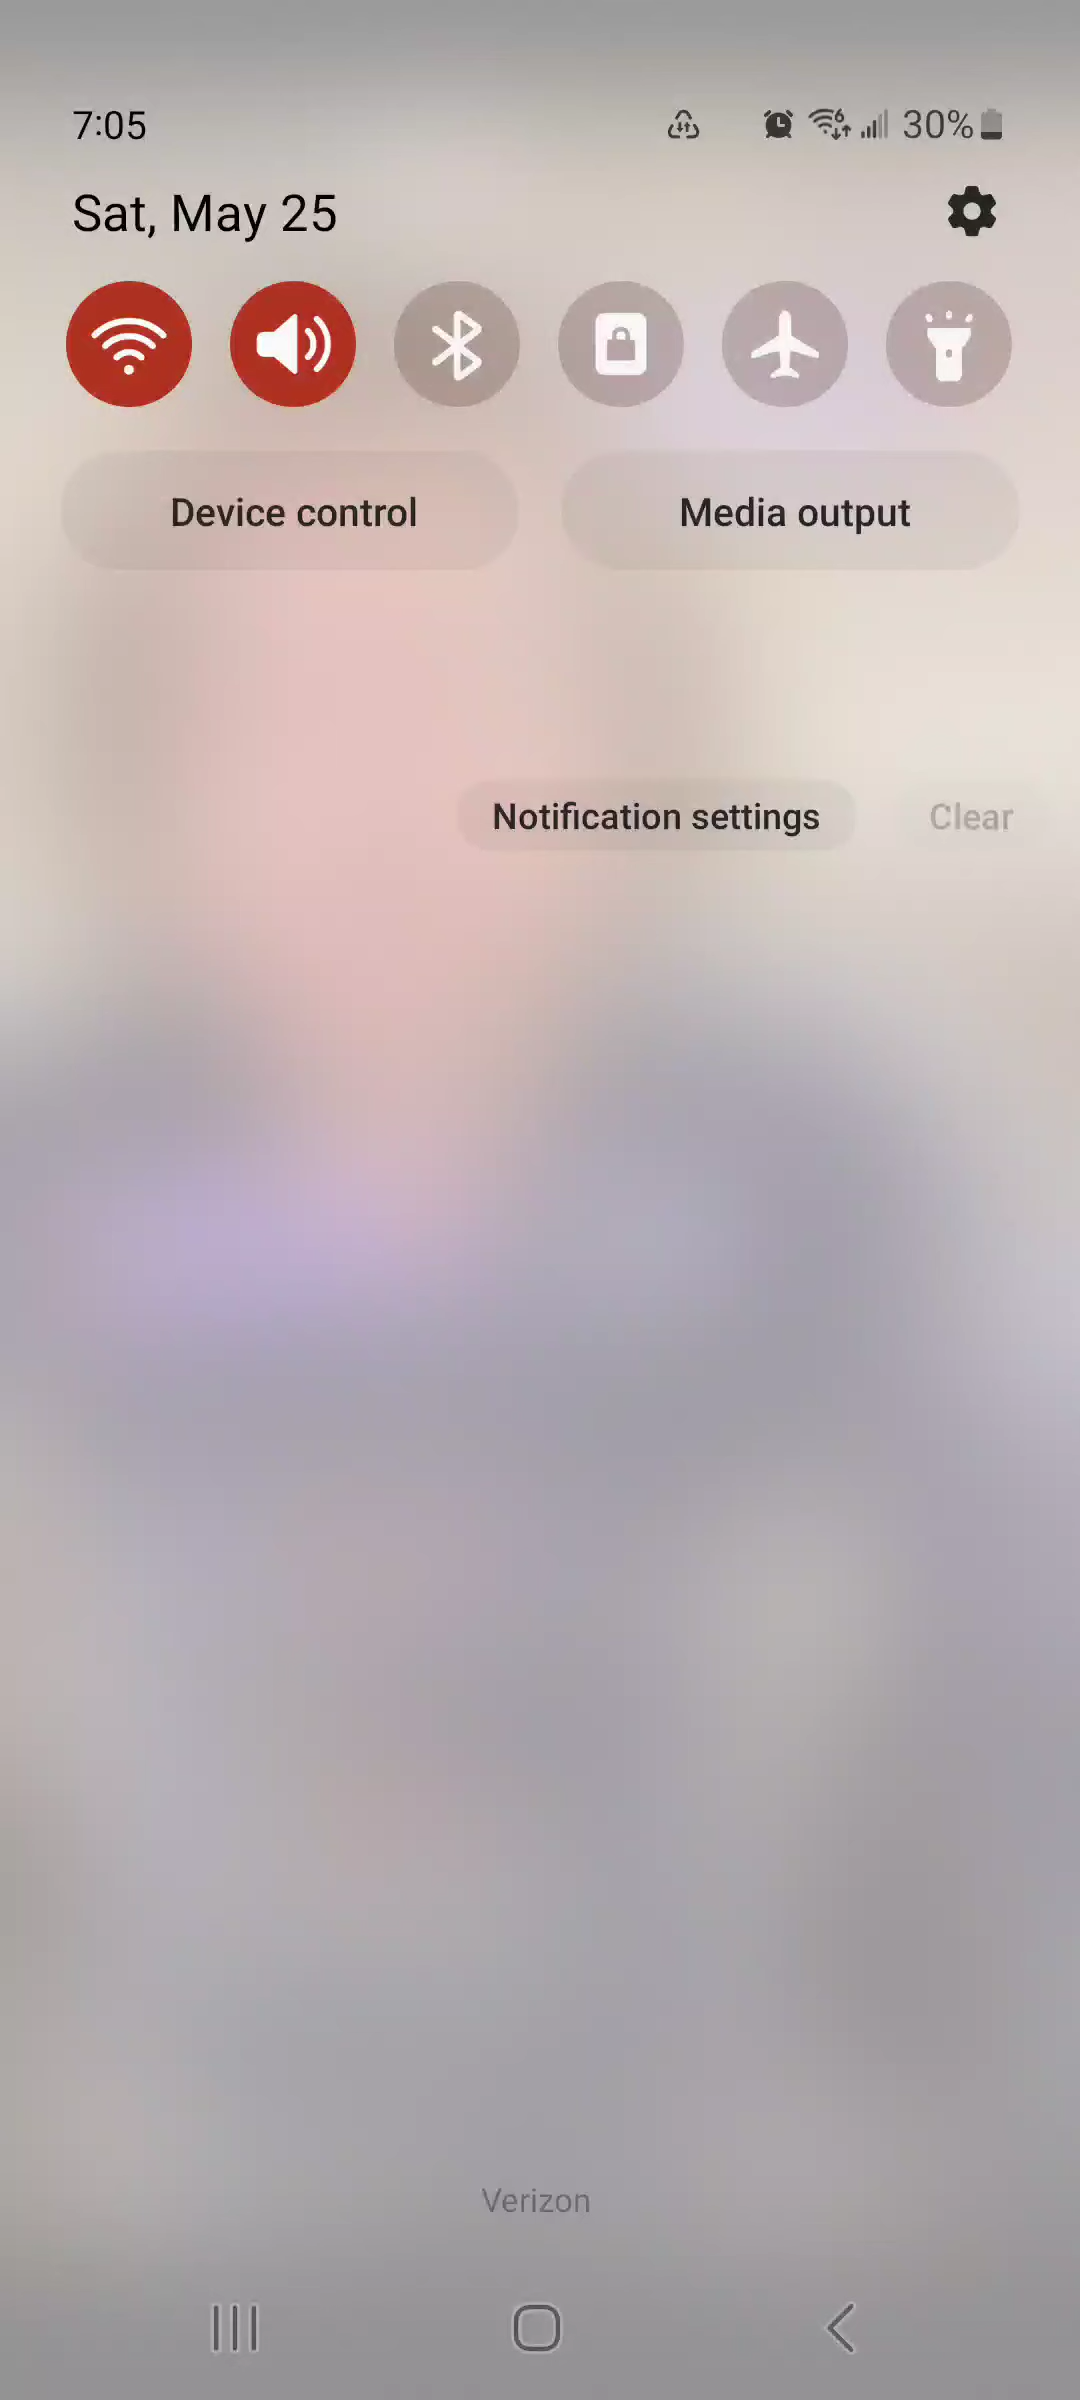 7:05 30%
Sat, May 25
Device control Media output
Notification settings Clear
Verizon